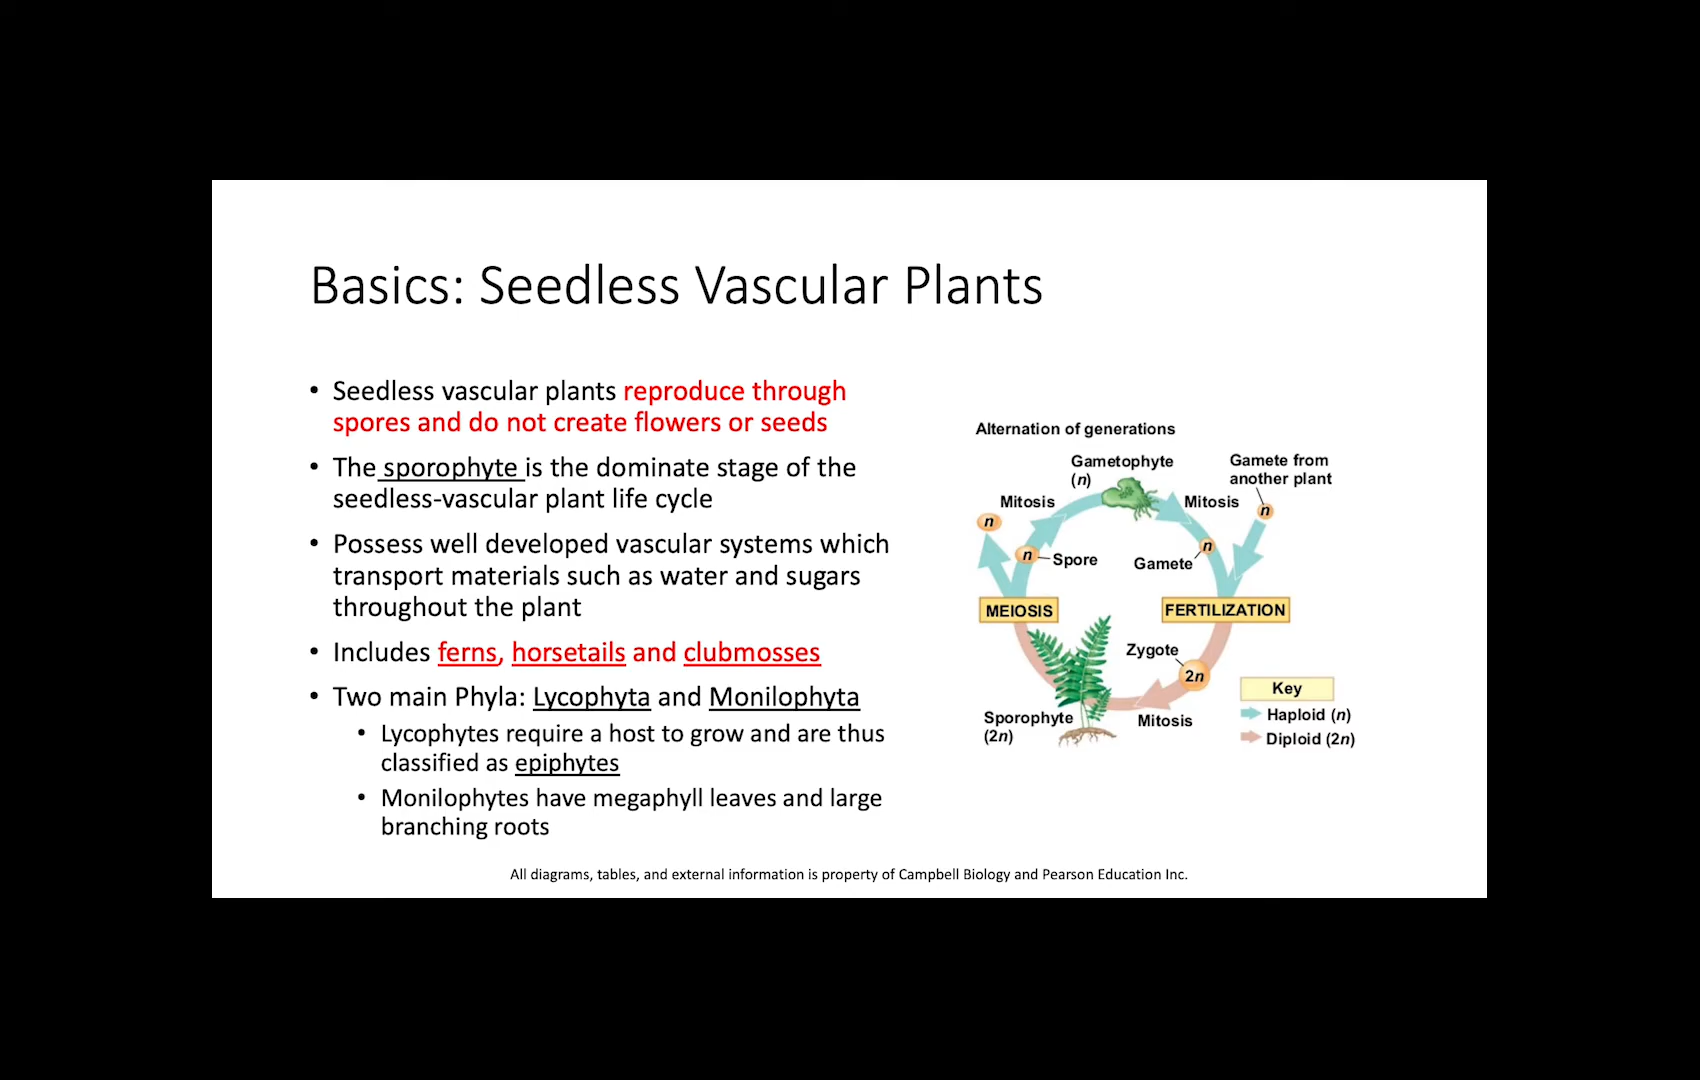 Basics: Seedless Vascular Plants
• Seedless vascular plants reproduce through
spores and do not create flowers or seeds
• The sporophyte is the dominate stage of the
seedless-vascular plant life cycle
• Possess well developed vascular systems which
transport materials such as water and sugars
throughout the plant
• Includes ferns, horsetails and clubmosses
• Two main Phyla: Lycophyta and Monilophyta
• Lycophytes require a host to grow and are thus
classified as epiphytes
• Monilophytes have megaphyll leaves and large
branching roots
Alternation of generations
Gametophyte
(n)
Gamete from
another plant
Mitosis
Mitosis
n
n
n
Spore
n
Gamete
MEIOSIS
FERTILIZATION
Zygote
2n
Sporophyte
(2n)
Mitosis
Key
Haploid (n)
Diploid (2n)
All diagrams, tables, and external information is property of Campbell Biology and Pearson Education Inc.